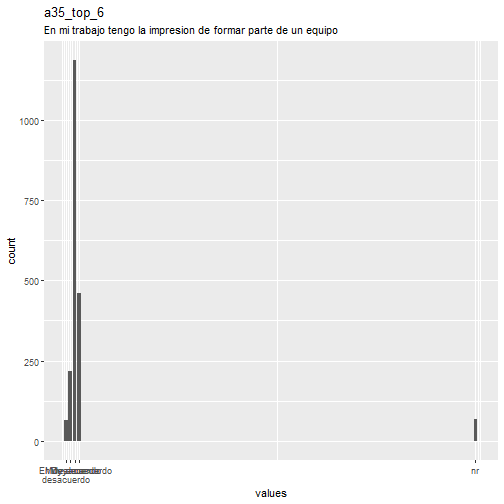 a35_top_6
En mi trabajo tengo la impresion de formar parte de un equipo
1000
750
500
250
0
count
nr
desacuerdo
values